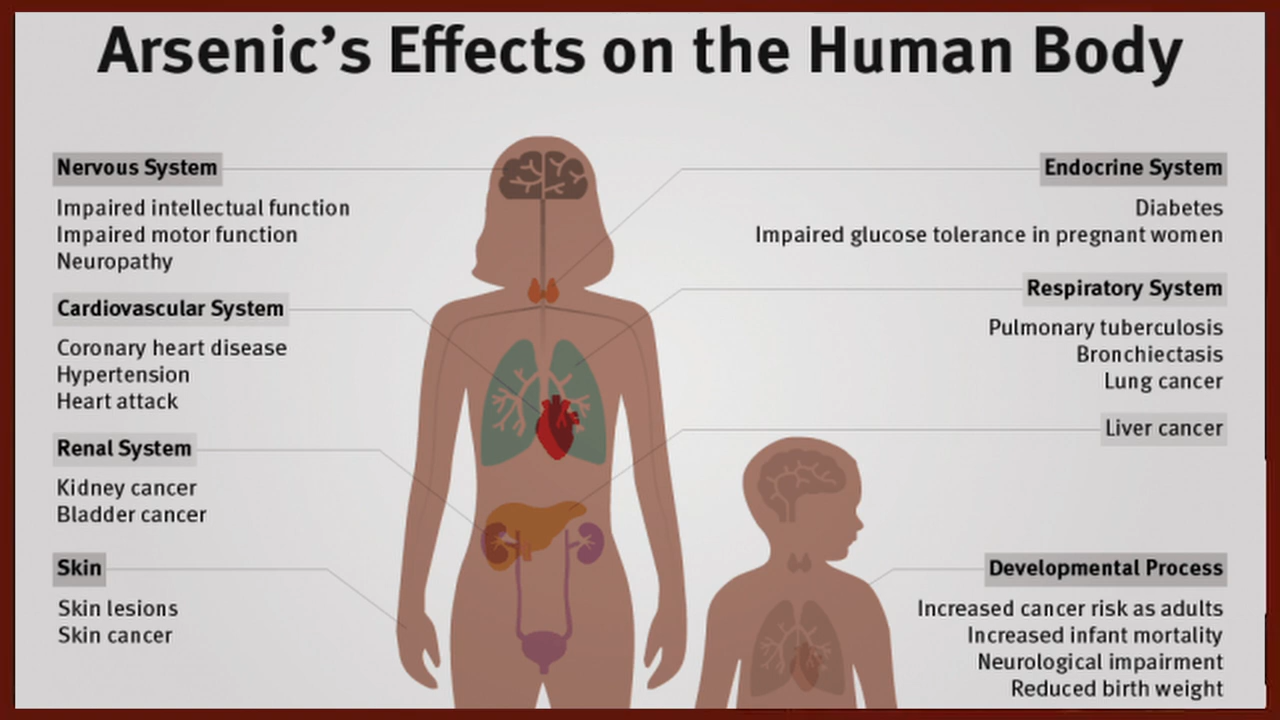 Arsenic's Effects on the Human Body
Nervous System
Impaired intellectual function
Impaired motor function
Neuropathy
Cardiovascular System
Coronary heart disease
Hypertension
Heart attack
Renal System
Kidney cancer
Bladder cancer
Skin
Skin lesions
Skin cancer
Endocrine System
Diabetes
Impaired glucose tolerance in pregnant women
Respiratory System
Pulmonary tuberculosis
Bronchiectasis
Lung cancer
Liver cancer
Developmental Process
Increased cancer risk as adults
Increased infant mortality
Neurological impairment
Reduced birth weight